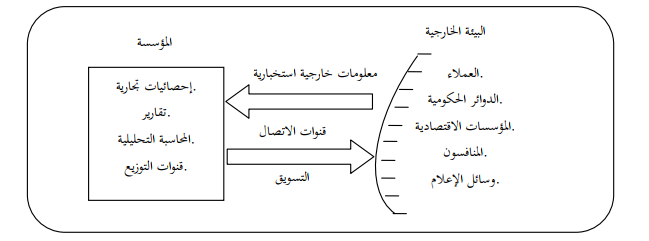 البيئة الخارجية
.العملاء
.الدوائر الحكومية
.المؤسسات الاقتصادية
.المنافسون
.وسائل الإعلام
معلومات خارجية استخبارية
قنوات الاتصال
التسويق
المؤسسة
.إحصائيات تجارية
.تقارير
.المحاسبة التحليلية
.قنوات التوزيع